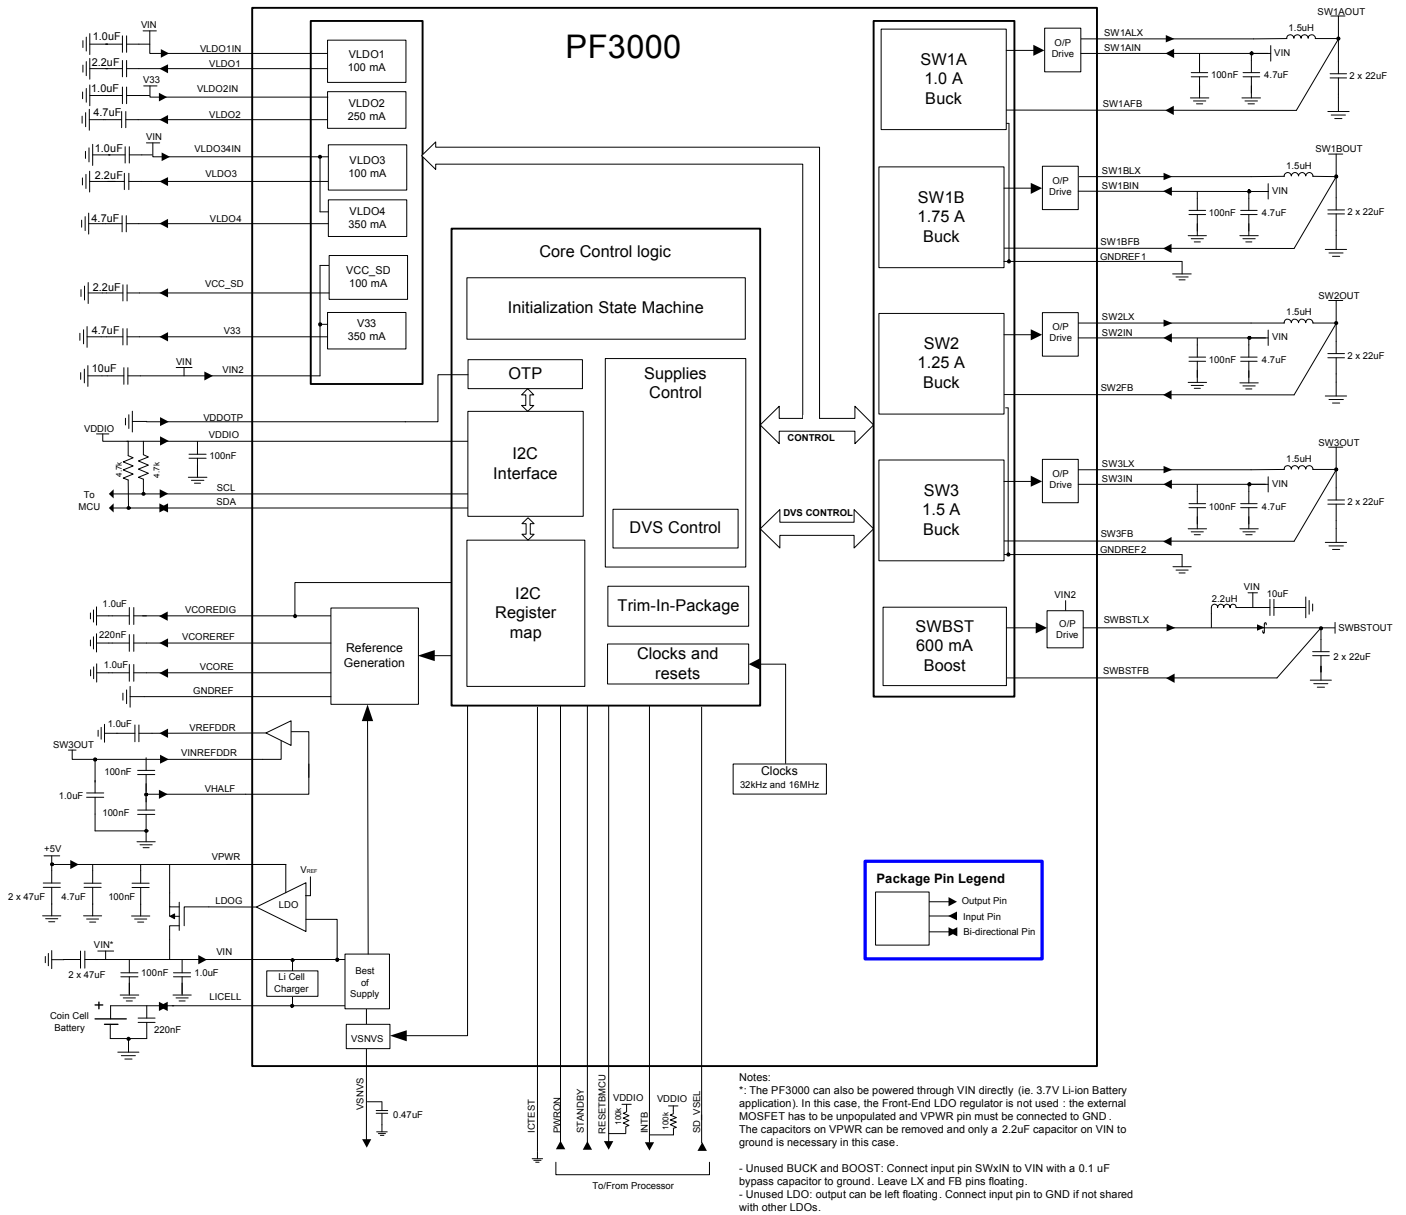 PF3000
VIN
1.0uF
VLDO1IN
2.2uF
VLDO1
V33
1.0uF
VLDO2IN
4.7uF
VLDO2
VIN
1.0uF
VLDO34IN
2.2uF
VLDO3
4.7uF
VLDO4
2.2uF
VCC_SD
4.7uF
V33
VIN
10uF
VIN2
VLDO1
100 mA
VLDO2
250 mA
VLDO3
100 mA
VLDO4
350 mA
VCC_SD
100 mA
V33
350 mA
VDDOTP
VDDIO
VDDIO
100nF
4.7k
4.7k
To
MCU
SCL
SDA
Core Control logic
Initialization State Machine
OTP
I2C
Interface
I2C
Register
map
Supplies
Control
DVS Control
Trim-In-Package
Clocks and
resets
Clocks
32kHz and 16MHz
CONTROL
DVS CONTROL
SW1A
1.0 A
Buck
SW1B
1.75 A
Buck
SW2
1.25 A
Buck
SW3
1.5 A
Buck
SWBST
600 mA
Boost
O/P
Drive
SW1ALX
SW1AIN
SW1AFB
1.5uH
SW1AOUT
VIN
100nF
4.7uF
2 x 22uF
O/P
Drive
SW1BLX
SW1BIN
SW1BFB
GNDREF1
1.5uH
SW1BOUT
VIN
100nF
4.7uF
2 x 22uF
O/P
Drive
SW2LX
SW2IN
SW2FB
1.5uH
SW2OUT
VIN
100nF
4.7uF
2 x 22uF
O/P
Drive
SW3LX
SW3IN
SW3FB
GNDREF2
1.5uH
SW3OUT
VIN
100nF
4.7uF
2 x 22uF
VIN2
O/P
Drive
SWBSTLX
SWBSTFB
2.2uH
VIN
10uF
SWBSTOUT
2 x 22uF
1.0uF
VCOREDIG
220nF
VCOREREF
1.0uF
VCORE
GNDREF
Reference
Generation
1.0uF
VREFDDR
SW3OUT
VINREFDDR
100nF
1.0uF
VHALF
100nF
+5V
VPWR
2 x 47uF
4.7uF
100nF
LDOG
LDO
VREF
VIN*
VIN
2 x 47uF
100nF
1.0uF
Li Cell
Charger
Best
of
Supply
LICELL
Coin Cell
Battery
+
220nF
VSNVS
VSNVS
0.47uF
ICTEST
PWRON
STANDBY
RESETBMCU
VDDIO
100k
INTB
VDDIO
100k
SD_VSEL
To/From Processor
Package Pin Legend
Output Pin
Input Pin
Bi-directional Pin
Notes:
*: The PF3000 can also be powered through VIN directly (ie. 3.7V Li-ion Battery
application). In this case, the Front-End LDO regulator is not used : the external
MOSFET has to be unpopulated and VPWR pin must be connected to GND .
The capacitors on VPWR can be removed and only a 2.2uF capacitor on VIN to
ground is necessary in this case.
- Unused BUCK and BOOST: Connect input pin SWxIN to VIN with a 0.1 uF
bypass capacitor to ground. Leave LX and FB pins floating.
- Unused LDO: output can be left floating. Connect input pin to GND if not shared
with other LDOs.